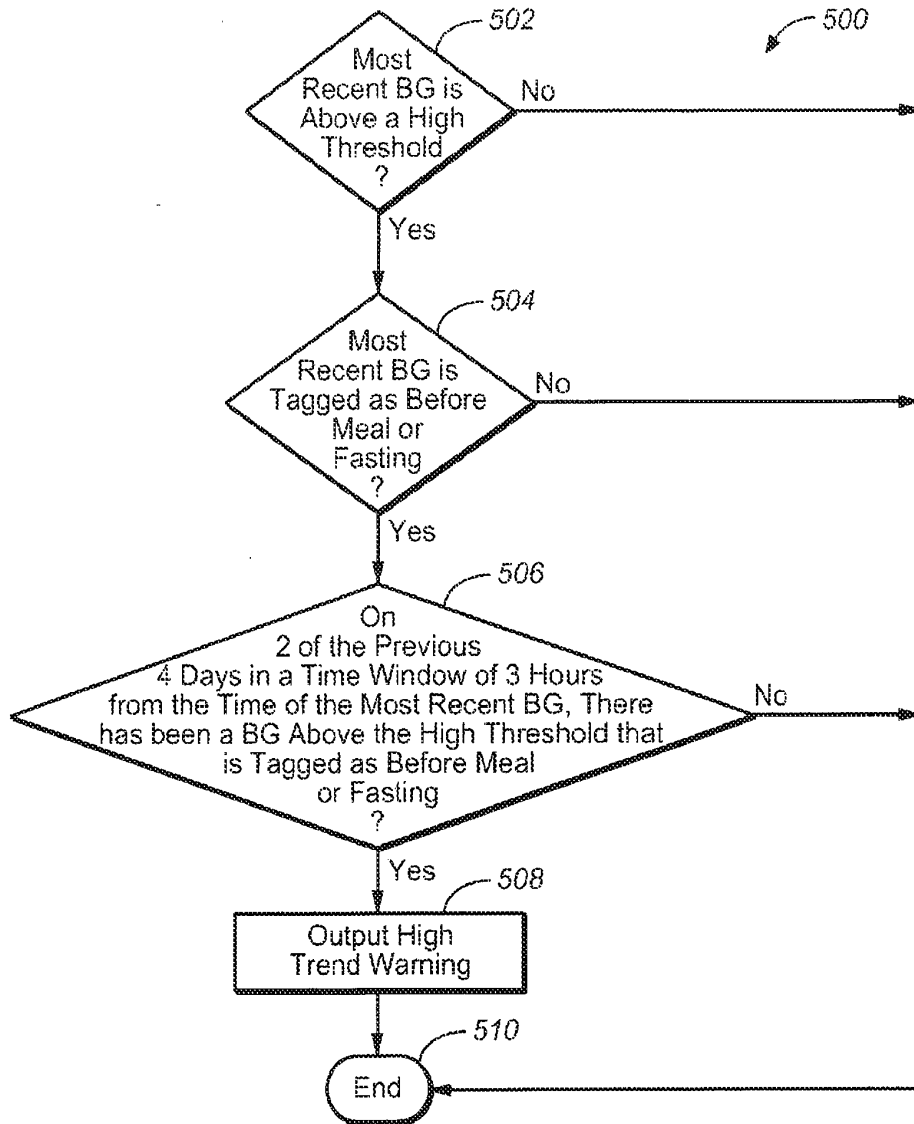 502
500
Most
Recent BG is
Above a High
Threshold
?
No
Yes
504
Most
Recent BG is
Tagged as Before
Meal or
Fasting
?
No
Yes
506
On
2 of the Previous
4 Days in a Time Window of 3 Hours
from the Time of the Most Recent BG, There
has been a BG Above the High Threshold that
is Tagged as Before Meal
or Fasting
?
No
Yes
508
Output High
Trend Warning
510
End